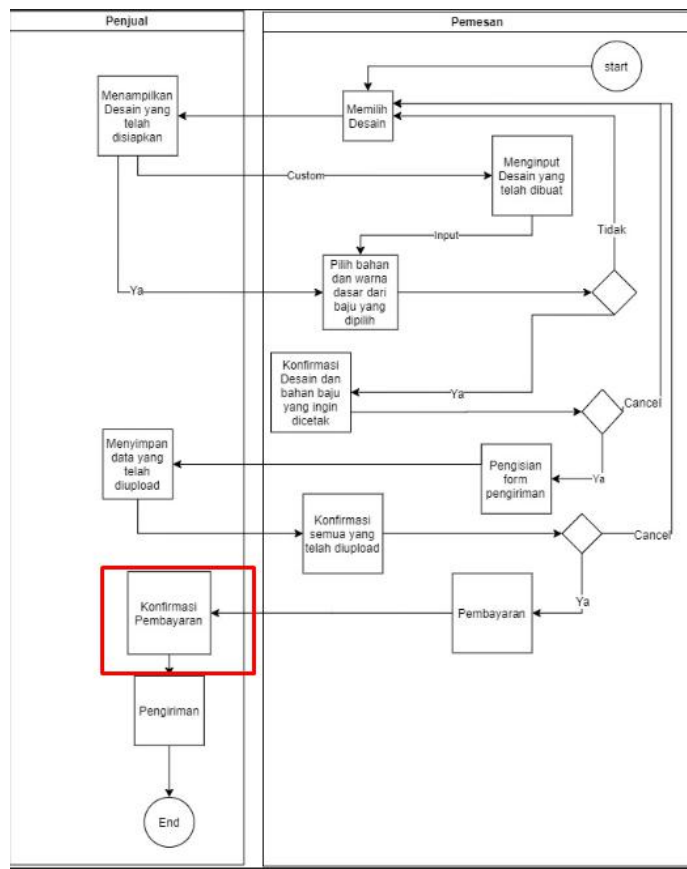 Penjual
Pemesan
start
Menampilkan
Desain yang
telah
disiapkan
Memilih
Desain
Custom
Menginput
Desain yang
telah dibuat
Input
Tidak
Pilih bahan
dan warna
dasar dari
baju yang
dipilih
Ya
Konfirmasi
Desain dan
bahan baju
yang ingin
dicetak
Ya
Cancel
Menyimpan
data yang
telah
diupload
Pengisian
form
pengiriman
Ya
Konfirmasi
semua yang
telah diupload
Cancel
Ya
Konfirmasi
Pembayaran
Pembayaran
Pengiriman
End